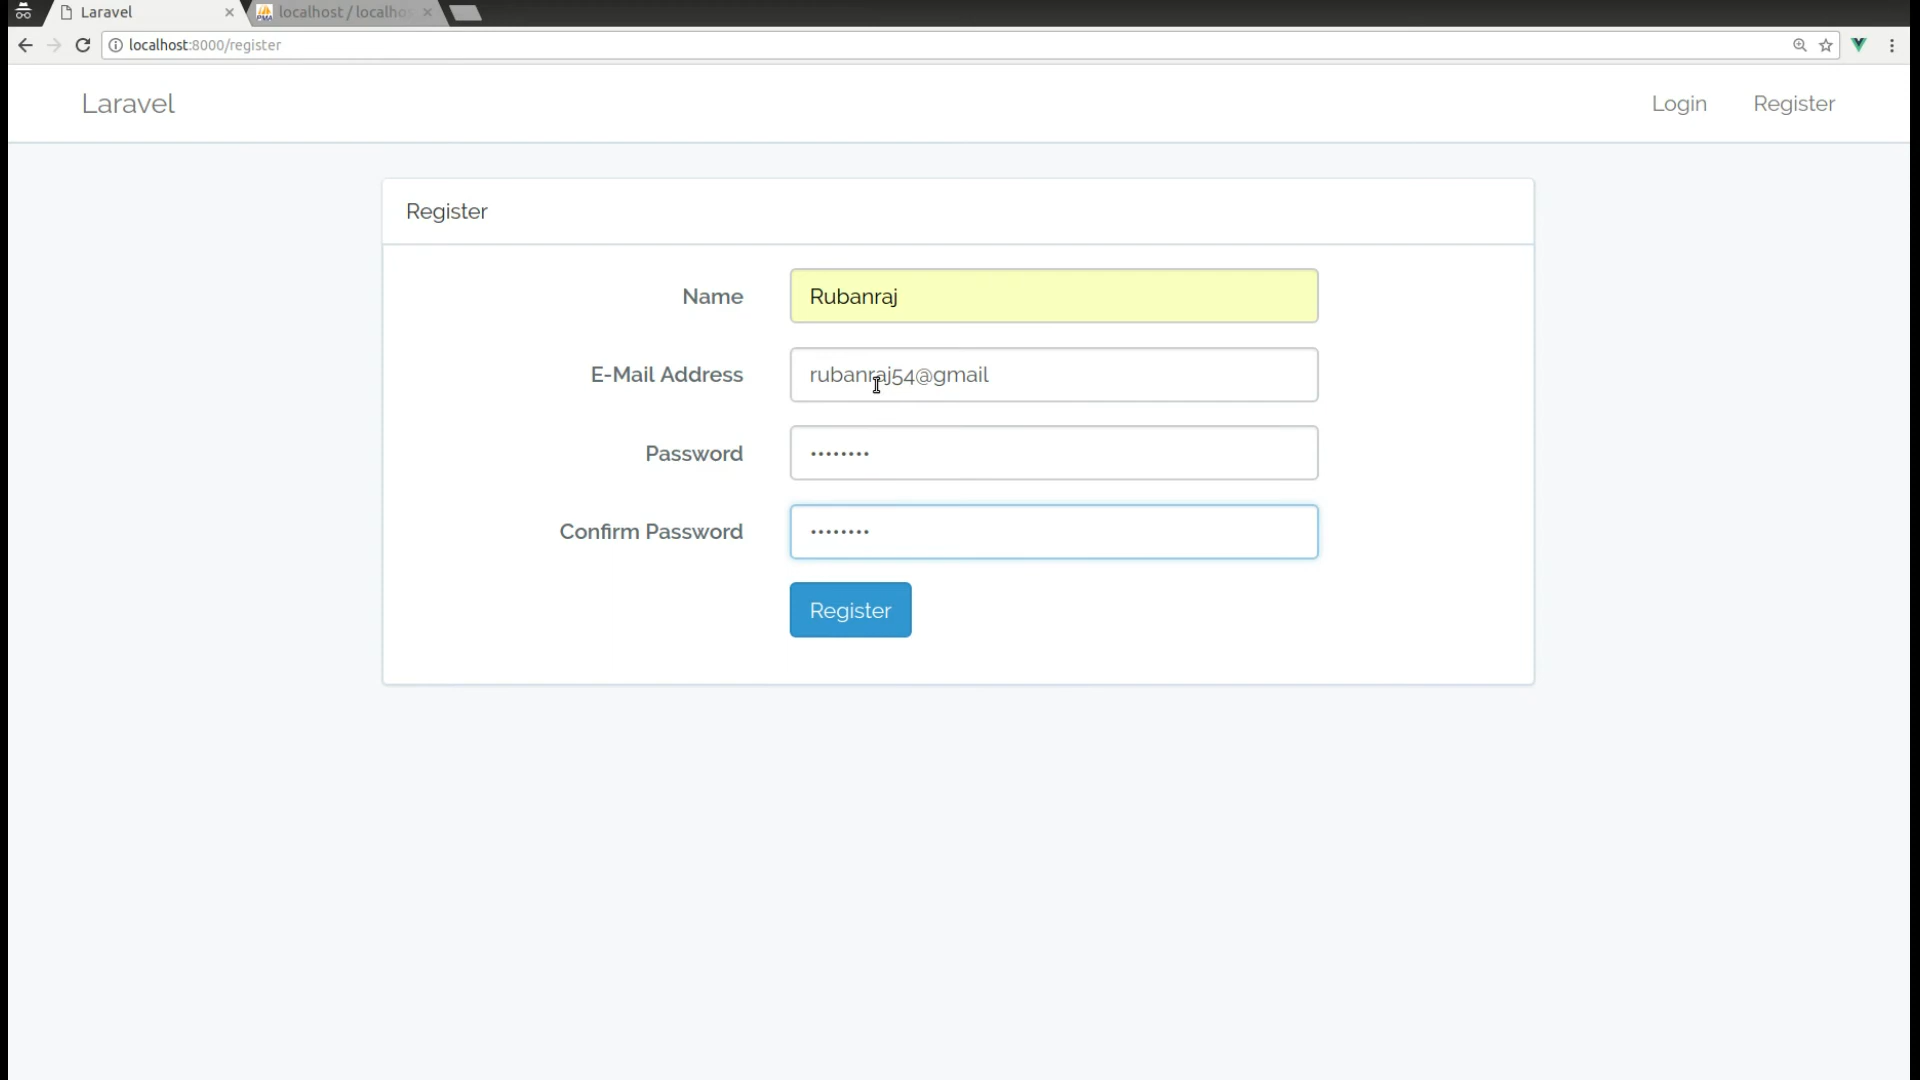 Laravel
localhost / localhos
localhost:8000/register
Laravel
Login
Register
Register
Name
Rubanraj
E-Mail Address
rubanraj54@gmail
Password
••••••••
Confirm Password
••••••••
Register